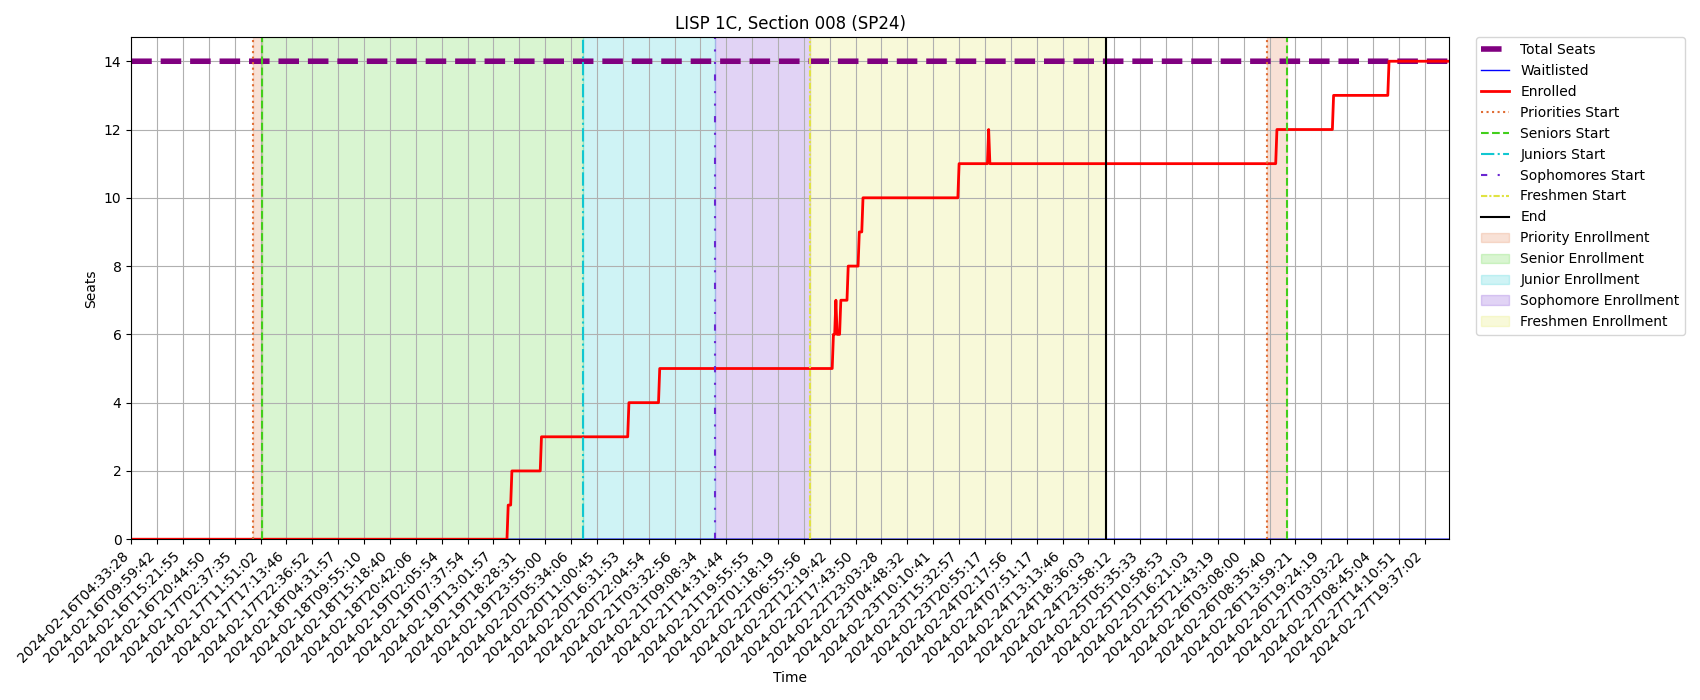 LISP 1C, Section 008 (SP24)
Total Seats
Waitlisted
Enrolled
Priorities Start
Seniors Start
Juniors Start
Sophomores Start
Freshmen Start
End
Priority Enrollment
Senior Enrollment
Junior Enrollment
Sophomore Enrollment
Freshmen Enrollment
Seats
14
12
10
8
6
4
2
0
2024-02-16T04:33:28
2024-02-16T09:59:42
2024-02-16T15:21:55
2024-02-16T20:44:50
2024-02-17T02:37:35
2024-02-17T11:51:02
2024-02-17T17:13:46
2024-02-17T22:36:52
2024-02-18T04:31:57
2024-02-18T09:55:10
2024-02-18T15:18:40
2024-02-18T20:42:06
2024-02-19T02:05:54
2024-02-19T07:37:54
2024-02-19T13:01:57
2024-02-19T18:28:31
2024-02-19T23:55:00
2024-02-20T05:34:06
2024-02-20T11:00:45
2024-02-20T16:31:53
2024-02-20T22:04:54
2024-02-21T03:32:56
2024-02-21T09:08:34
2024-02-21T14:31:44
2024-02-21T19:55:55
2024-02-22T01:18:19
2024-02-22T06:55:56
2024-02-22T12:19:42
2024-02-22T17:43:50
2024-02-22T23:03:28
2024-02-23T04:48:32
2024-02-23T10:10:41
2024-02-23T15:32:57
2024-02-23T20:55:17
2024-02-24T02:17:56
2024-02-24T07:51:17
2024-02-24T13:13:46
2024-02-24T18:36:03
2024-02-24T23:58:12
2024-02-25T05:35:33
2024-02-25T10:58:53
2024-02-25T16:21:03
2024-02-25T21:43:19
2024-02-26T03:08:00
2024-02-26T08:35:40
2024-02-26T13:59:21
2024-02-26T19:24:19
2024-02-27T03:03:22
2024-02-27T08:45:04
2024-02-27T14:10:51
2024-02-27T19:37:02
Time